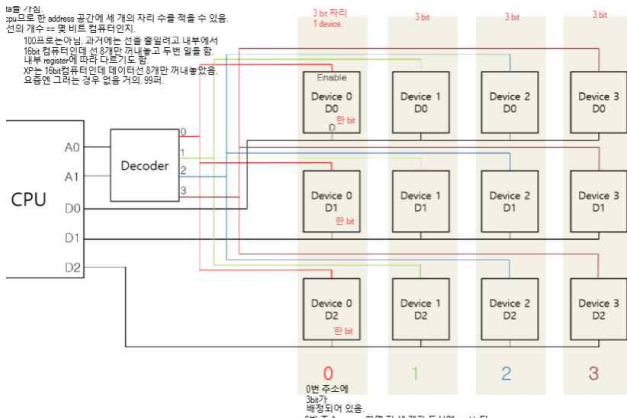 가짐.
cpu므로 한 address 공간에 세 개의 자리 수를 적을 수 있음.
선의 개수 == 몇 비트 컴퓨터인지.
100프로는아님. 과거에는 선을 줄일려고 내부에서
16bit 컴퓨터인데 선 8개만 꺼내놓고 두번 일을 함.
내부 register에 따라 다르기도 함.
XP는 16bit컴퓨터인데 데이터선 8개만 꺼내놓았음.
요즘엔 그러는 경우 없음 거의. 99퍼.
3 bit 짜리
1 device.
3 bit
3 bit
3 bit
Enable
Device 0
D0
한 bit
D
Device 1
D0
Device 2
D0
Device 3
D0
CPU
A0
A1
D0
D1
D2
Decoder
0
1
2
3
Device 0
D1
한 bit
Device 1
D1
Device 2
D1
Device 3
D1
Device 0
D2
한 bit
Device 1
D2
Device 2
D2
Device 3
D2
0
1
2
3
0번 주소에
3bit가
배정되어 있음.